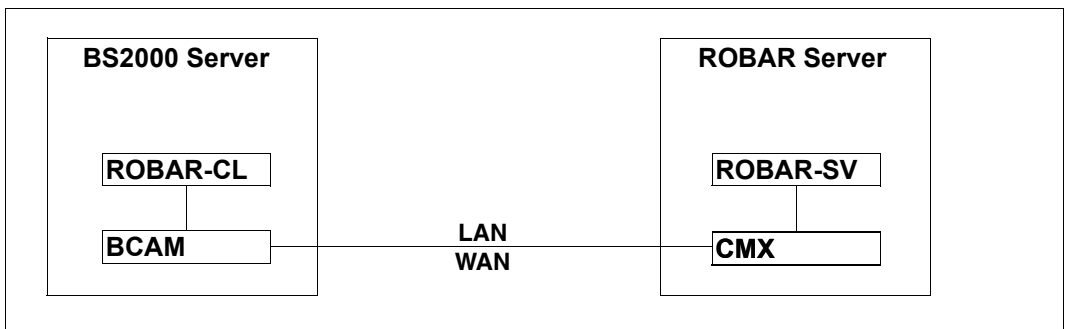 BS2000 Server
ROBAR Server
ROBAR-CL
ROBAR-SV
BCAM
LAN
WAN
CMX